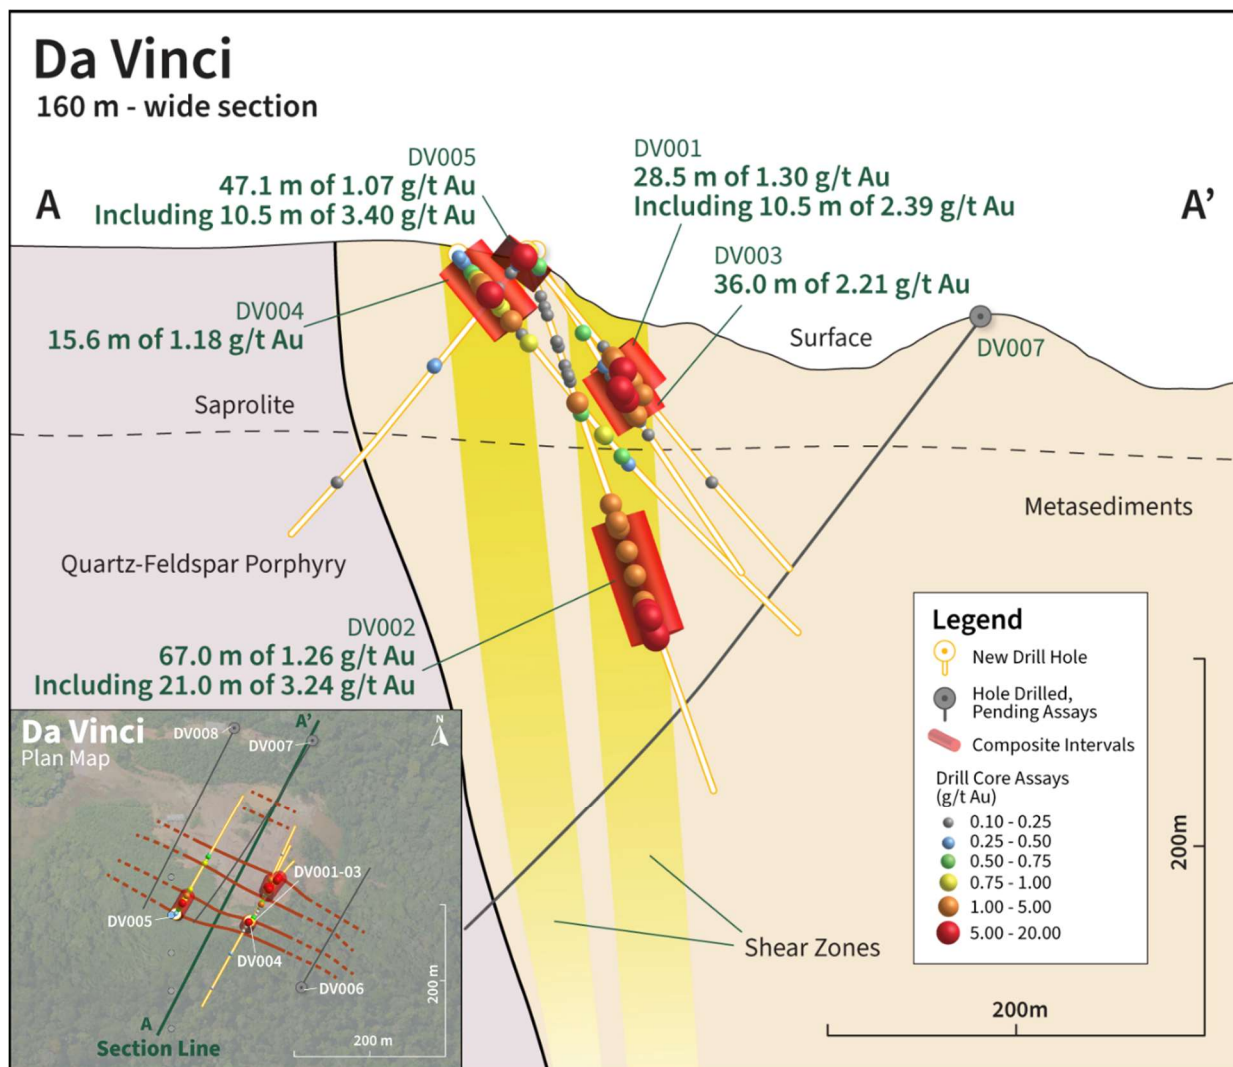 Da Vinci
160 m - wide section
A
A’
DV005
47.1 m of 1.07 g/t Au
Including 10.5 m of 3.40 g/t Au
DV001
28.5 m of 1.30 g/t Au
Including 10.5 m of 2.39 g/t Au
DV003
36.0 m of 2.21 g/t Au
DV004
15.6 m of 1.18 g/t Au
Surface
DV007
Saprolite
Metasediments
Quartz-Feldspar Porphyry
DV002
67.0 m of 1.26 g/t Au
Including 21.0 m of 3.24 g/t Au
Shear Zones
Legend
New Drill Hole
Hole Drilled,
Pending Assays
Composite Intervals
Drill Core Assays
(g/t Au)
0.10 - 0.25
0.25 - 0.50
0.50 - 0.75
0.75 - 1.00
1.00 - 5.00
5.00 - 20.00
200m
200m
Da Vinci
Plan Map
A’
N
DV008
DV007
DV001-03
DV005
DV004
DV006
A
Section Line
200 m
200 m